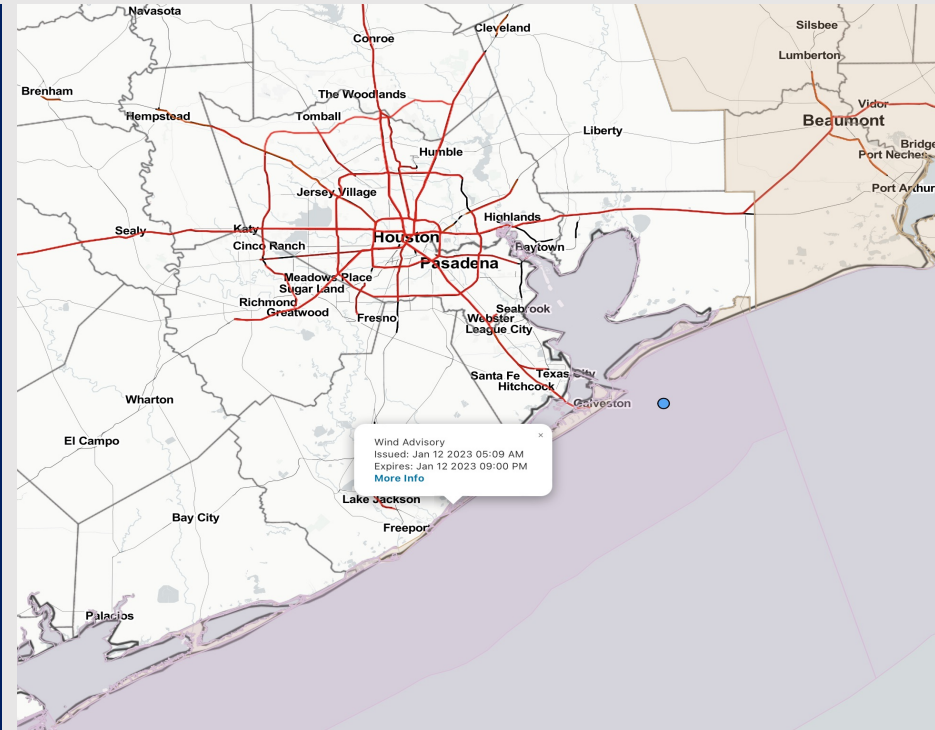 Navasota
Silsbee
Cleveland
Conroe
Lumberton
Brenham
The Woodlands
Vidor
Hempstead
Tomball
Beaumont
Liberty
Bridge
Humble
Port Neches
Port Arthur
Jersey Village
Highlands
Sealy
Katy
Houston
Cinco Ranch
Baytown
Pasadena
Meadows Place
Sugar Land
Richmond
Greatwood
Seabrook
Fresno
Webster
League City
Santa Fe
Texas City
Hitchcock
Wharton
Galveston
El Campo
×
Wind Advisory
Issued: Jan 12 2023 05:09 AM
Expires: Jan 12 2023 09:00 PM
More Info
Lake Jackson
Bay City
Freeport
Palacios